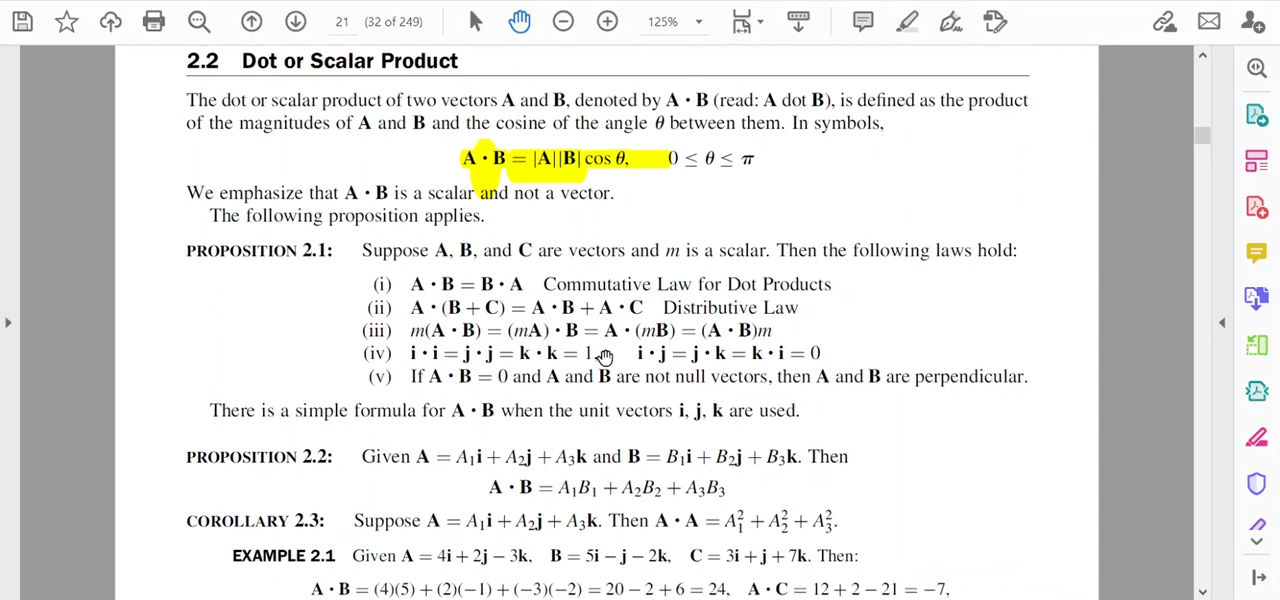 21 (32 of 249) 125%
2.2 Dot or Scalar Product
The dot or scalar product of two vectors A and B, denoted by A • B (read: A dot B), is defined as the product
of the magnitudes of A and B and the cosine of the angle θ between them. In symbols,
A • B = |A||B| cos θ, 0 ≤ θ ≤ π
We emphasize that A • B is a scalar and not a vector.
The following proposition applies.
PROPOSITION 2.1: Suppose A, B, and C are vectors and m is a scalar. Then the following laws hold:
(i) A • B = B • A Commutative Law for Dot Products
(ii) A • (B + C) = A • B + A • C Distributive Law
(iii) m(A • B) = (mA) • B = A • (mB) = (A • B)m
(iv) i • i = j • j = k • k = 1, i • j = j • k = k • i = 0
(v) If A • B = 0 and A and B are not null vectors, then A and B are perpendicular.
There is a simple formula for A • B when the unit vectors i, j, k are used.
PROPOSITION 2.2: Given A = A₁i + A₂j + A₃k and B = B₁i + B₂j + B₃k. Then
A • B = A₁B₁ + A₂B₂ + A₃B₃
COROLLARY 2.3: Suppose A = A₁i + A₂j + A₃k. Then A • A = A₁² + A₂² + A₃².
EXAMPLE 2.1 Given A = 4i + 2j − 3k, B = 5i − j − 2k, C = 3i + j + 7k. Then:
A • B = (4)(5) + (2)(−1) + (−3)(−2) = 20 − 2 + 6 = 24, A • C = 12 + 2 − 21 = −7,